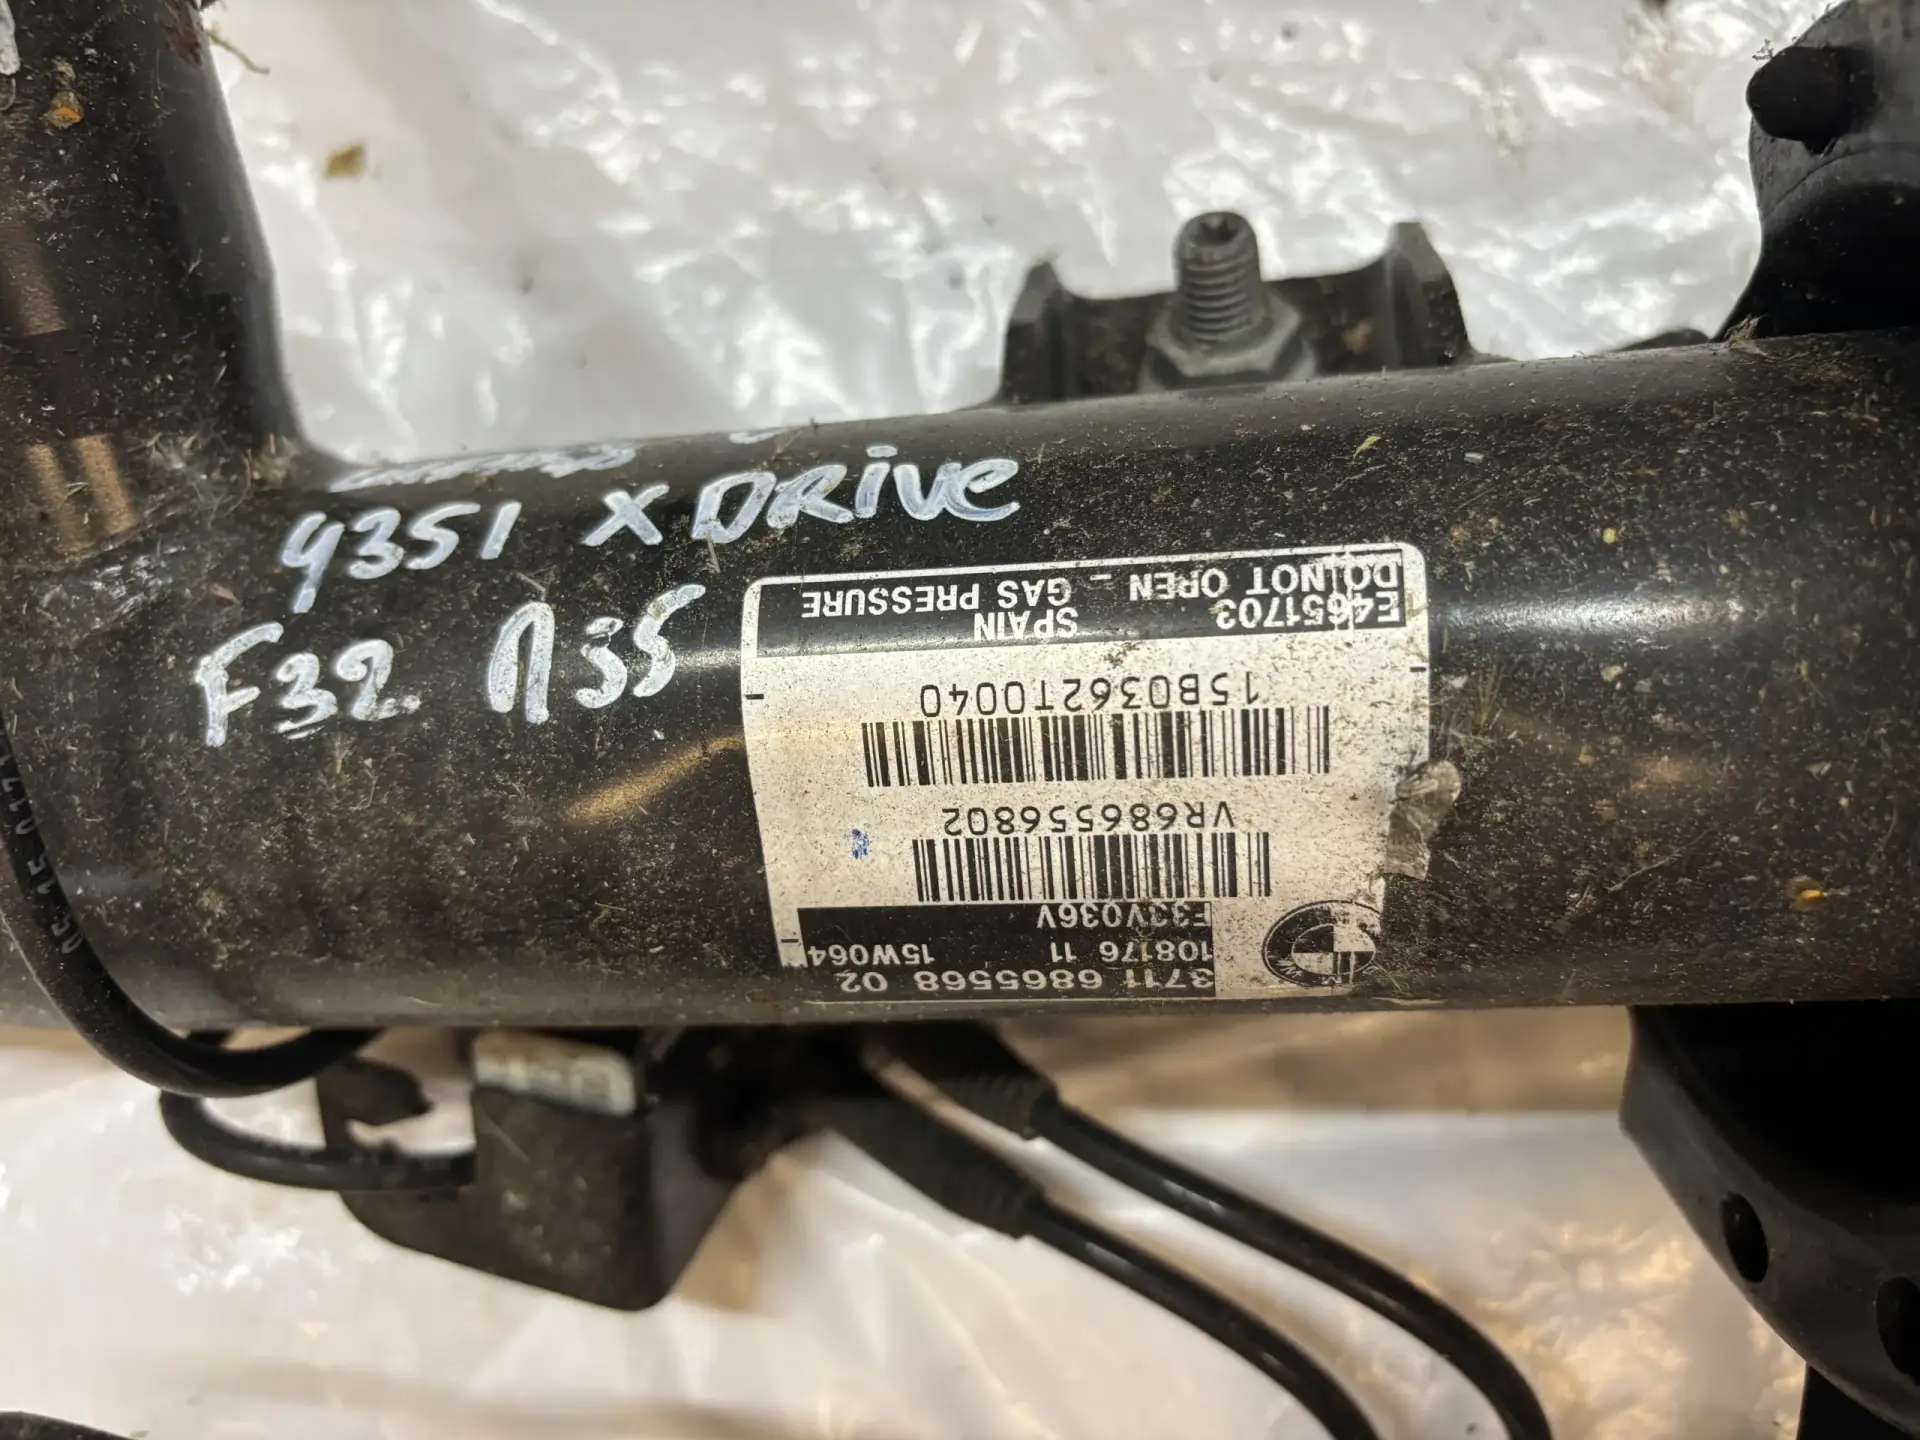 435I XDRive
F32 N55
3711 6865568 02
108176 11 15W064
F33V036V
VR686556802
15B0362T0040
E4651703 SPAIN
DO NOT OPEN - GAS PRESSURE